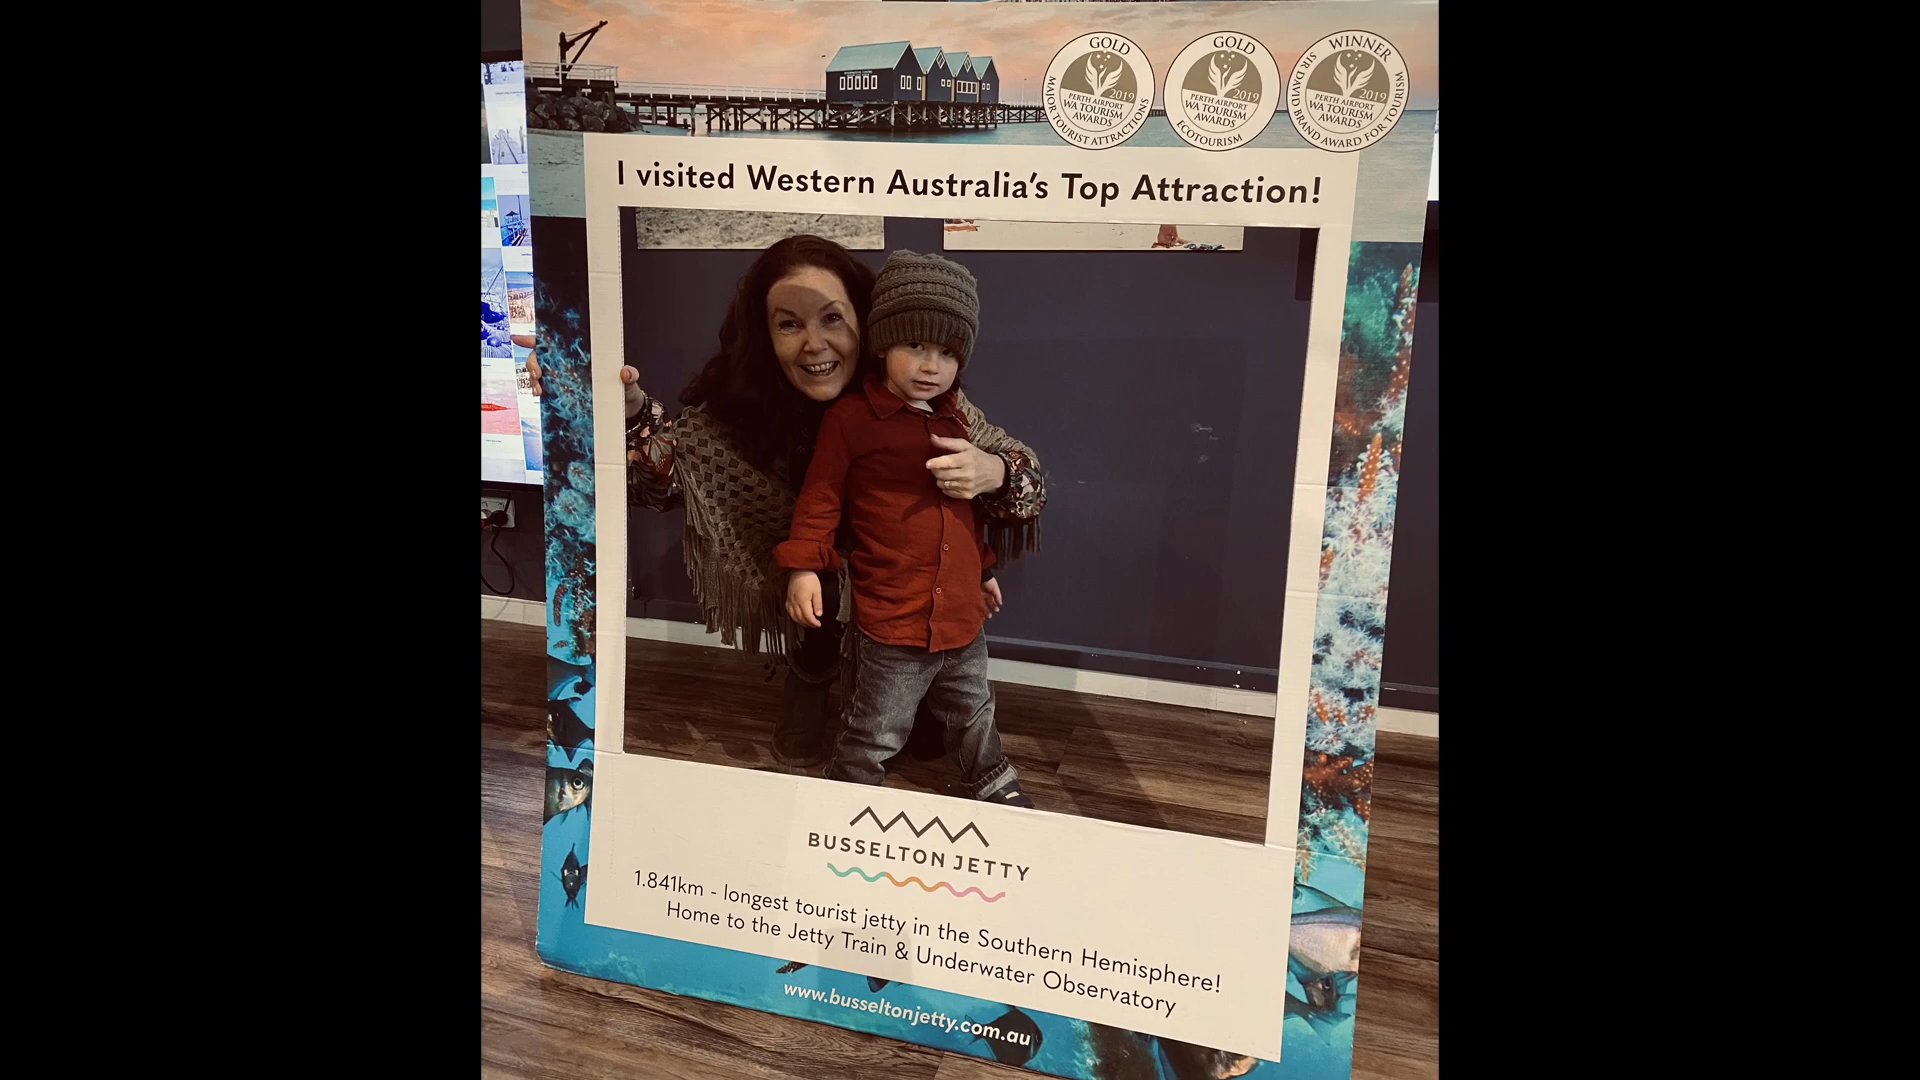 GOLD
MAJOR TOURIST ATTRACTIONS
2019
PERTH AIRPORT
WA TOURISM
AWARDS
GOLD
ECOTOURISM
2019
PERTH AIRPORT
WA TOURISM
AWARDS
WINNER
SIR DAVID BRAND AWARD FOR TOURISM
2019
PERTH AIRPORT
WA TOURISM
AWARDS
I visited Western Australia's Top Attraction!
BUSSELTON JETTY
1.841km - longest tourist jetty in the Southern Hemisphere!
Home to the Jetty Train & Underwater Observatory
www.busseltonjetty.com.au